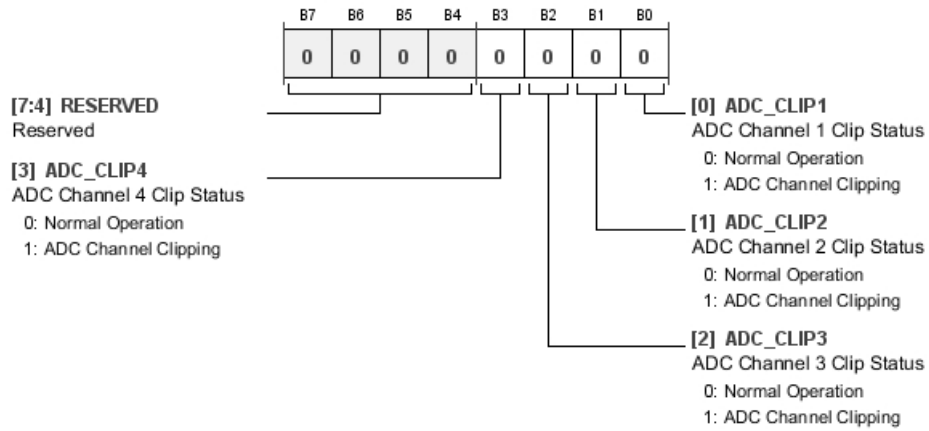 B7 B6 B5 B4 B3 B2 B1 B0
0 0 0 0 0 0 0 0
[7:4] RESERVED
Reserved
[3] ADC_CLIP4
ADC Channel 4 Clip Status
0: Normal Operation
1: ADC Channel Clipping
[0] ADC_CLIP1
ADC Channel 1 Clip Status
0: Normal Operation
1: ADC Channel Clipping
[1] ADC_CLIP2
ADC Channel 2 Clip Status
0: Normal Operation
1: ADC Channel Clipping
[2] ADC_CLIP3
ADC Channel 3 Clip Status
0: Normal Operation
1: ADC Channel Clipping